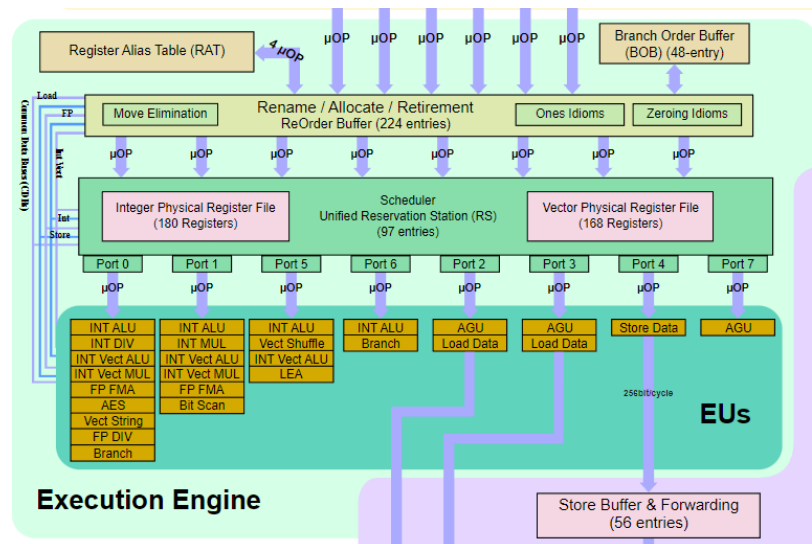 Register Alias Table (RAT)
4 µOP
µOP
µOP
µOP
µOP
µOP
µOP
Branch Order Buffer
(BOB) (48-entry)
Load
FP
Common Data Buses (CDBs)
Int Vect
Int
Store
Move Elimination
Rename / Allocate / Retirement
ReOrder Buffer (224 entries)
Ones Idioms
Zeroing Idioms
µOP
µOP
µOP
µOP
µOP
µOP
µOP
µOP
Integer Physical Register File
(180 Registers)
Scheduler
Unified Reservation Station (RS)
(97 entries)
Vector Physical Register File
(168 Registers)
Port 0
Port 1
Port 5
Port 6
Port 2
Port 3
Port 4
Port 7
µOP
µOP
µOP
µOP
µOP
µOP
µOP
µOP
INT ALU
INT DIV
INT Vect ALU
INT Vect MUL
FP FMA
AES
Vect String
FP DIV
Branch
INT ALU
INT MUL
INT Vect ALU
INT Vect MUL
FP FMA
Bit Scan
INT ALU
Vect Shuffle
INT Vect ALU
LEA
INT ALU
Branch
AGU
Load Data
AGU
Load Data
Store Data
AGU
256bit/cycle
EUs
Execution Engine
Store Buffer & Forwarding
(56 entries)